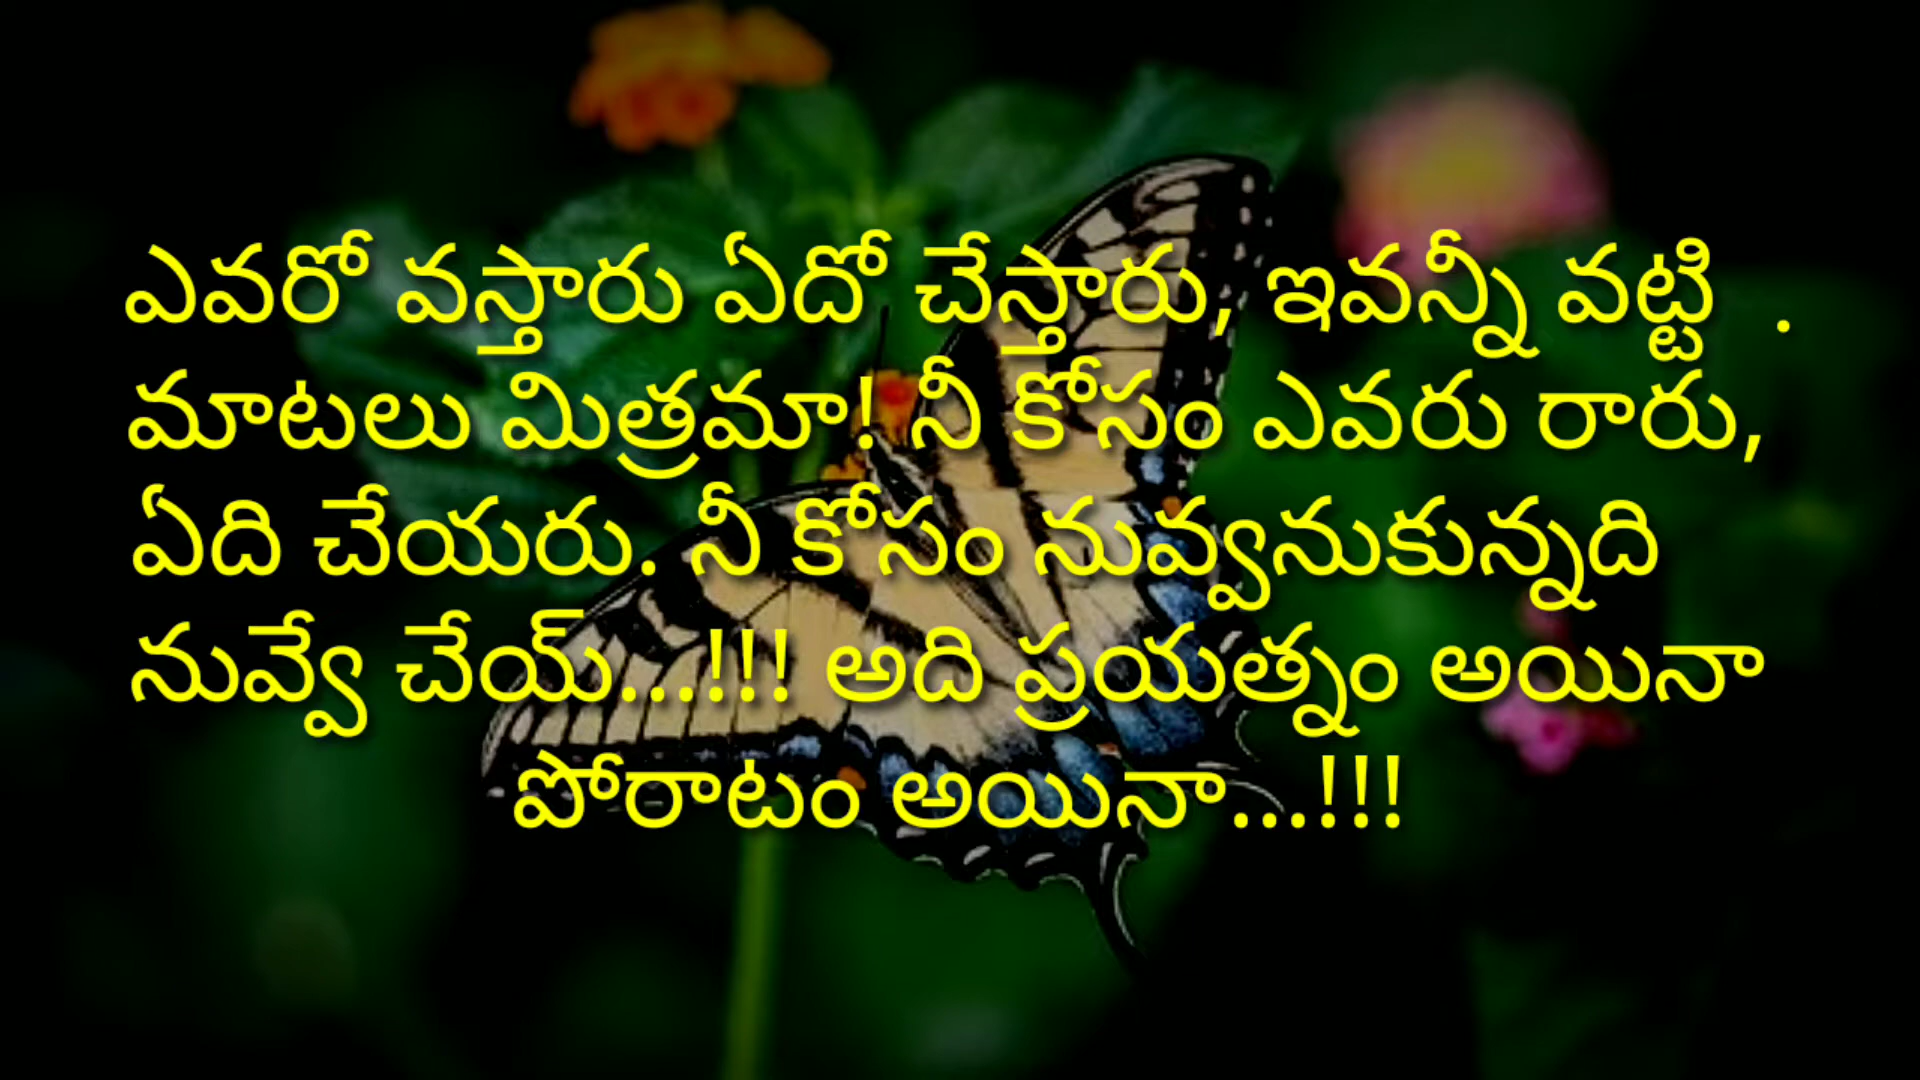 ఎవరో వస్తారు ఏదో చేస్తారు, ఇవన్నీ వట్టి .
మాటలు మిత్రమా! నీ కోసం ఎవరు రారు,
ఏది చేయరు. నీ కోసం నువ్వనుకున్నది
నువ్వే చేయ్...!!! అది ప్రయత్నం అయినా
పోరాటం అయినా...!!!